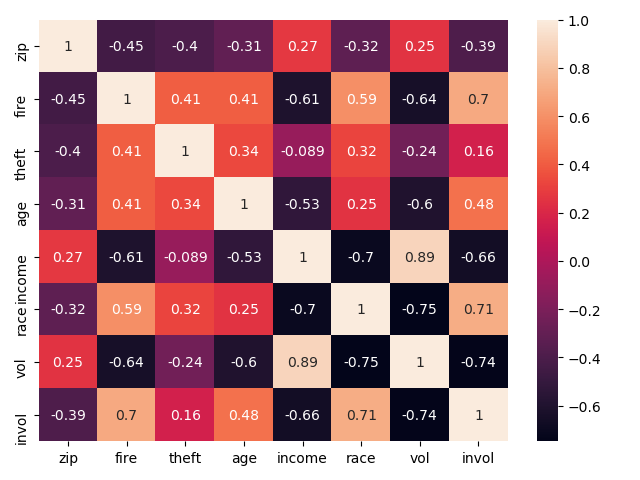 zip 1 -0.45 -0.4 -0.31 0.27 -0.32 0.25 -0.39
fire -0.45 1 0.41 0.41 -0.61 0.59 -0.64 0.7
theft -0.4 0.41 1 0.34 -0.089 0.32 -0.24 0.16
age -0.31 0.41 0.34 1 -0.53 0.25 -0.6 0.48
income 0.27 -0.61 -0.089 -0.53 1 -0.7 0.89 -0.66
race -0.32 0.59 0.32 0.25 -0.7 1 -0.75 0.71
vol 0.25 -0.64 -0.24 -0.6 0.89 -0.75 1 -0.74
invol -0.39 0.7 0.16 0.48 -0.66 0.71 -0.74 1
zip fire theft age income race vol invol
1.0
0.8
0.6
0.4
0.2
0.0
−0.2
−0.4
−0.6